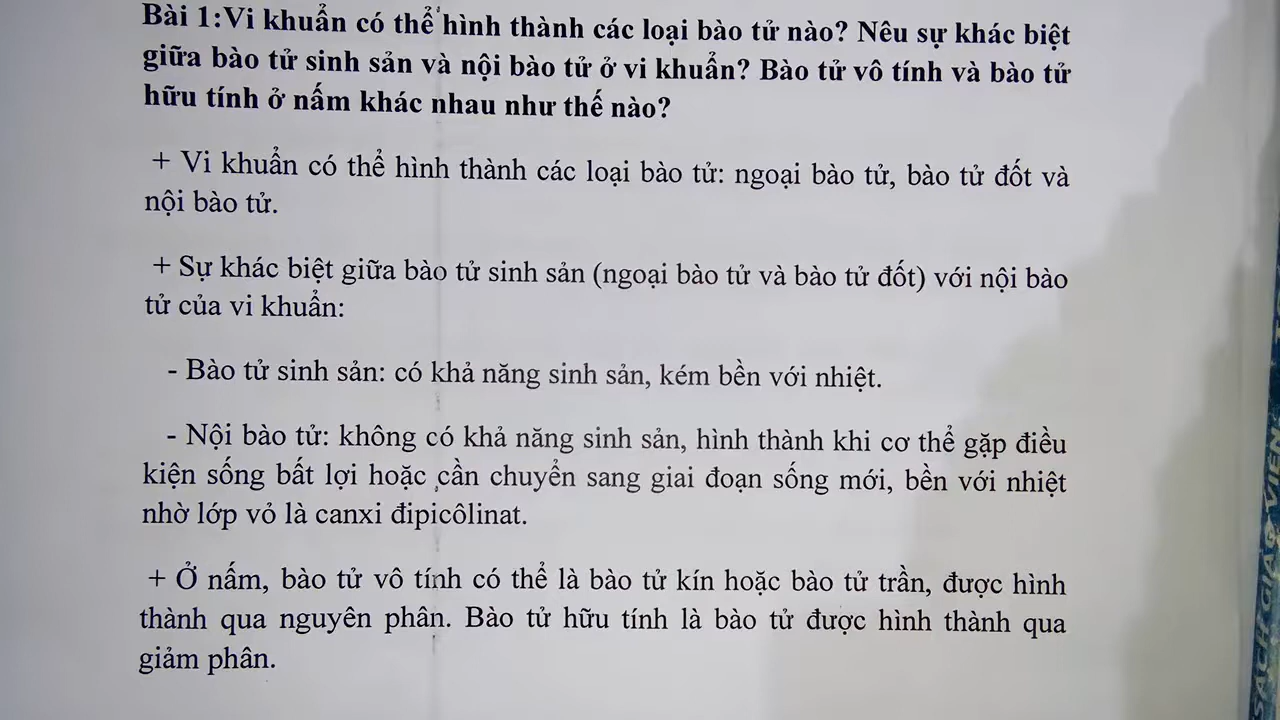 Bài 1:Vi khuẩn có thể hình thành các loại bào tử nào? Nêu sự khác biệt
giữa bào tử sinh sản và nội bào tử ở vi khuẩn? Bào tử vô tính và bào tử
hữu tính ở nấm khác nhau như thế nào?
+ Vi khuẩn có thể hình thành các loại bào tử: ngoại bào tử, bào tử đốt và
nội bào tử.
+ Sự khác biệt giữa bào tử sinh sản (ngoại bào tử và bào tử đốt) với nội bào
tử của vi khuẩn:
- Bào tử sinh sản: có khả năng sinh sản, kém bền với nhiệt.
- Nội bào tử: không có khả năng sinh sản, hình thành khi cơ thể gặp điều
kiện sống bất lợi hoặc cần chuyển sang giai đoạn sống mới, bền với nhiệt
nhờ lớp vỏ là canxi đipicôlinat.
+ Ở nấm, bào tử vô tính có thể là bào tử kín hoặc bào tử trần, được hình
thành qua nguyên phân. Bào tử hữu tính là bào tử được hình thành qua
giảm phân.
SÁCH GIÁO VIÊN